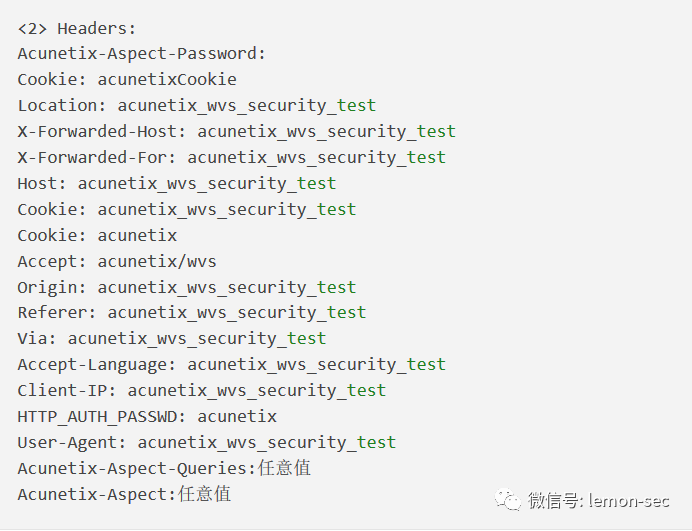 <2> Headers:
Acunetix-Aspect-Password:
Cookie: acunetixCookie
Location: acunetix_wvs_security_test
X-Forwarded-Host: acunetix_wvs_security_test
X-Forwarded-For: acunetix_wvs_security_test
Host: acunetix_wvs_security_test
Cookie: acunetix_wvs_security_test
Cookie: acunetix
Accept: acunetix/wvs
Origin: acunetix_wvs_security_test
Referer: acunetix_wvs_security_test
Via: acunetix_wvs_security_test
Accept-Language: acunetix_wvs_security_test
Client-IP: acunetix_wvs_security_test
HTTP_AUTH_PASSWD: acunetix
User-Agent: acunetix_wvs_security_test
Acunetix-Aspect-Queries:任意值
Acunetix-Aspect:任意值
微信号: lemon-sec